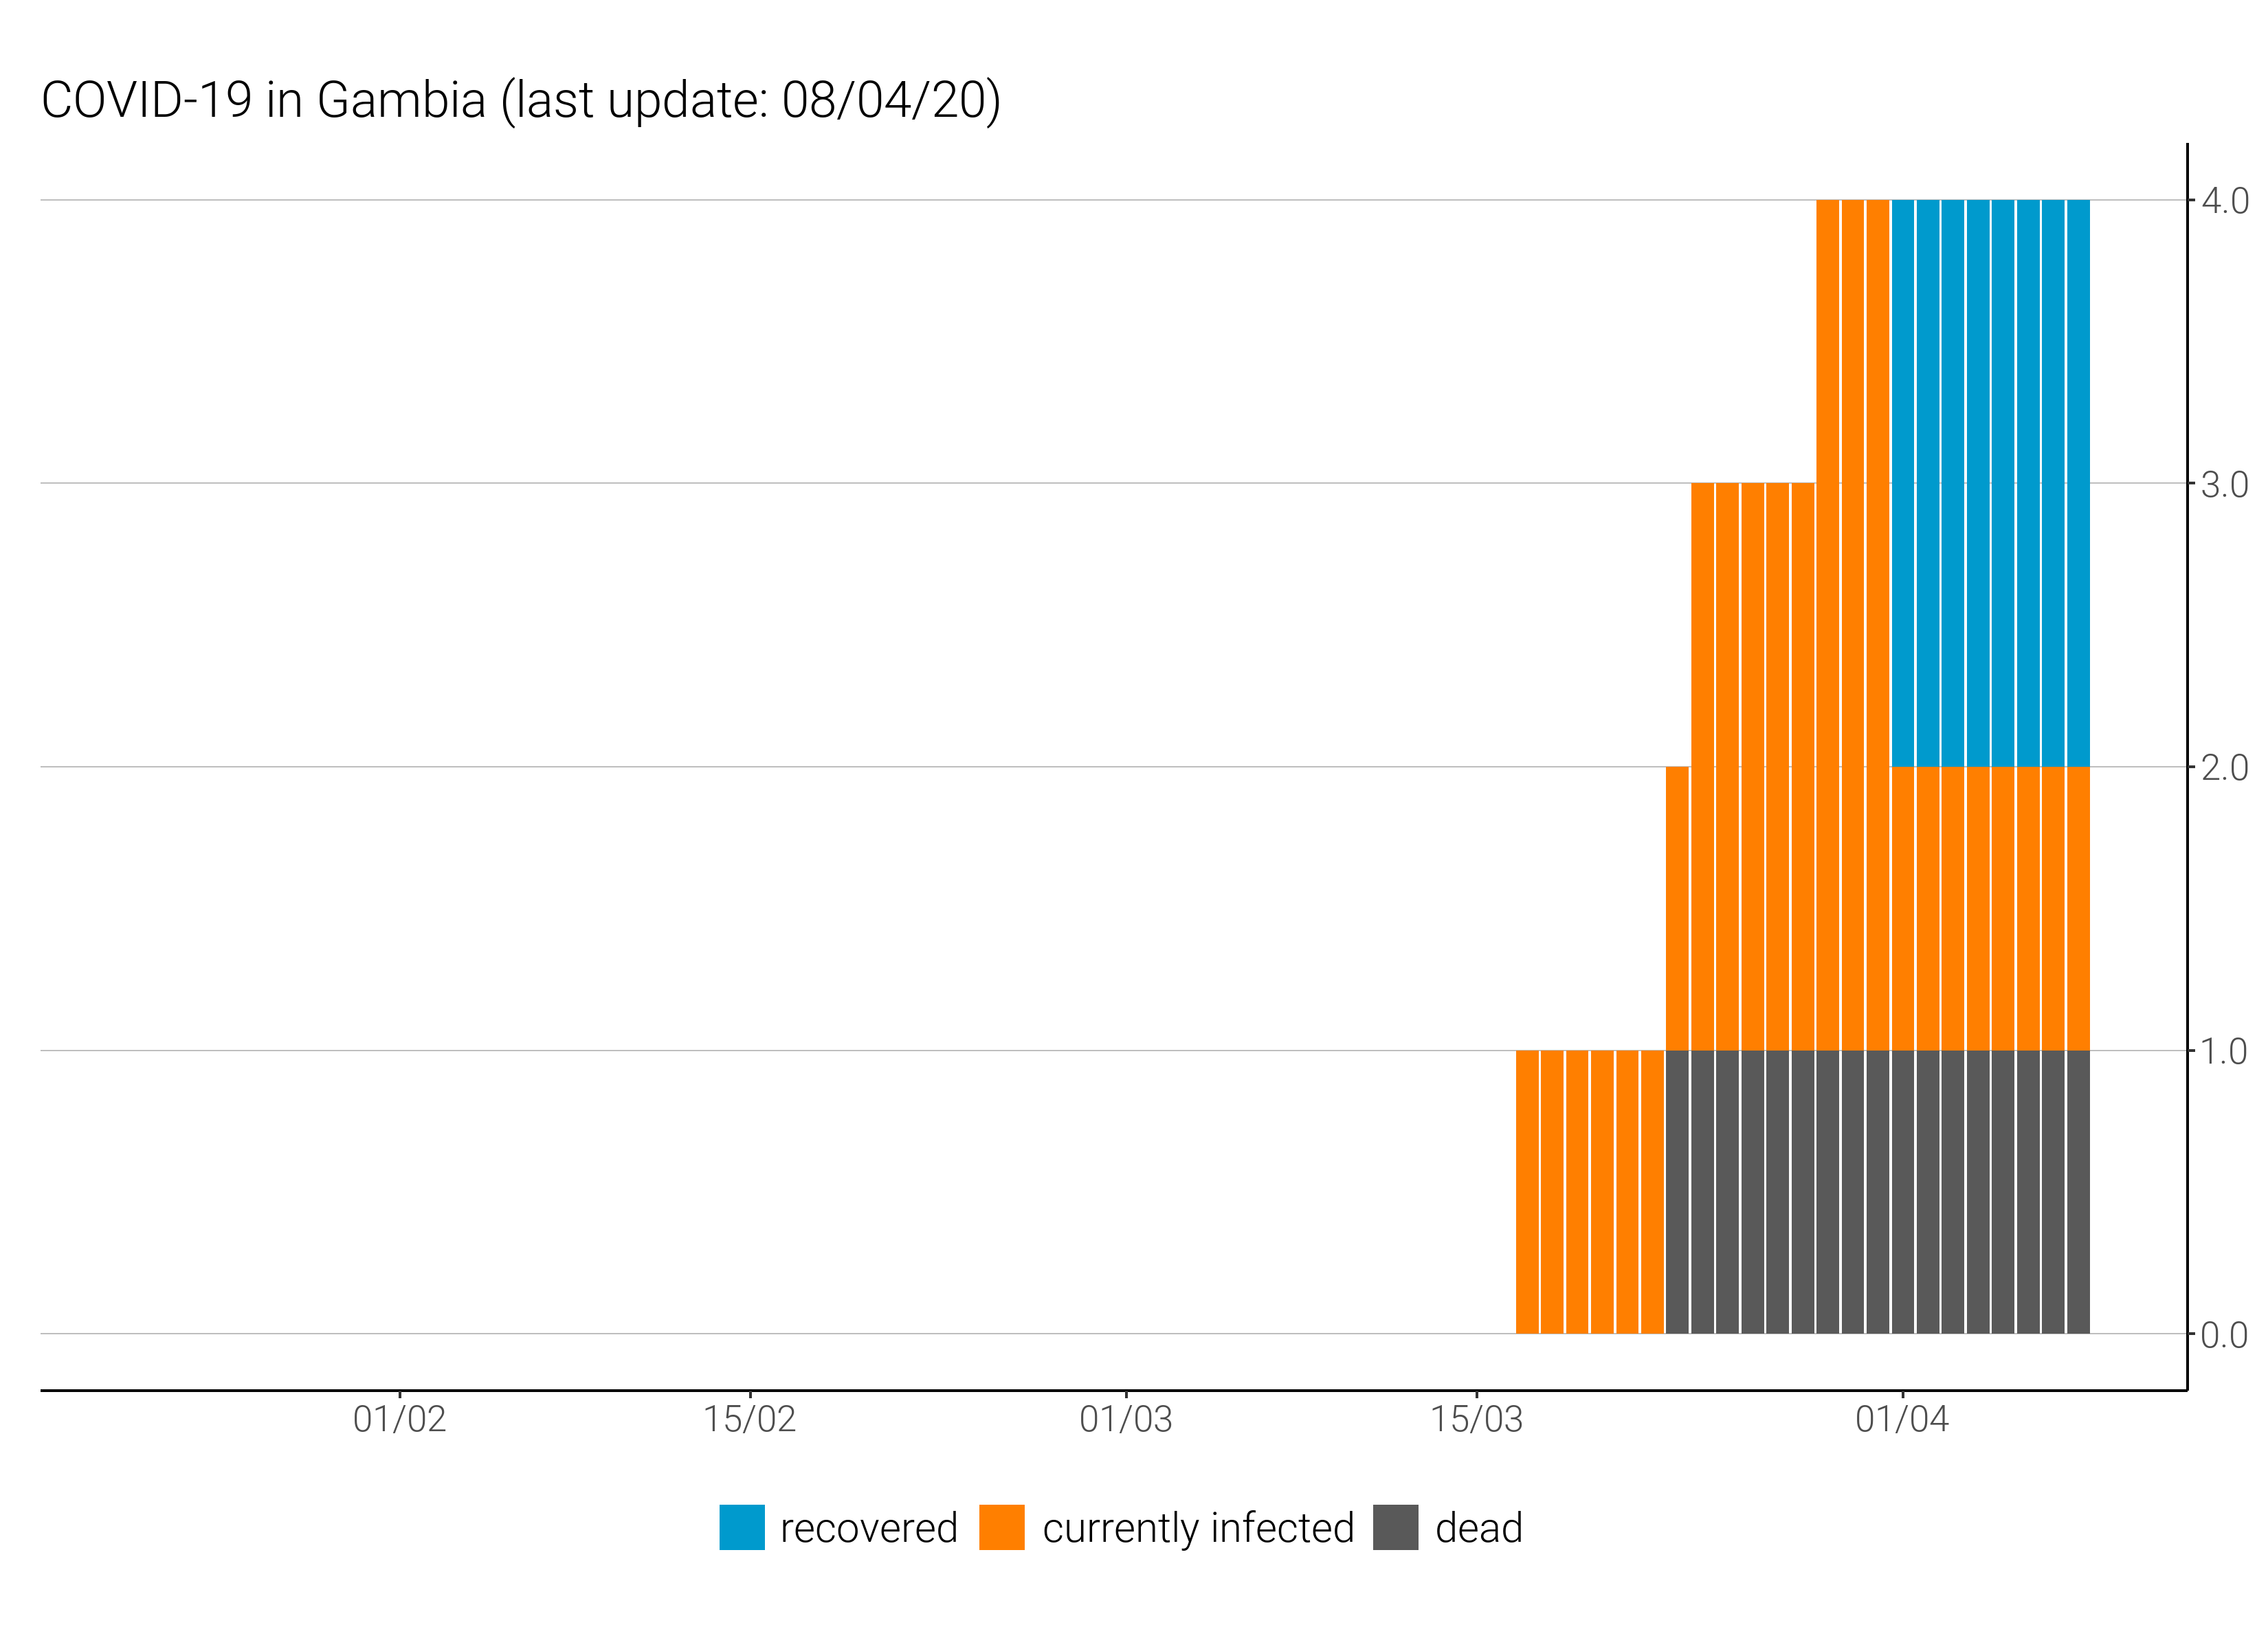 COVID-19 in Gambia (last update: 08/04/20)
4.0
3.0
2.0
1.0
0.0
01/02 15/02 01/03 15/03 01/04
recovered currently infected dead